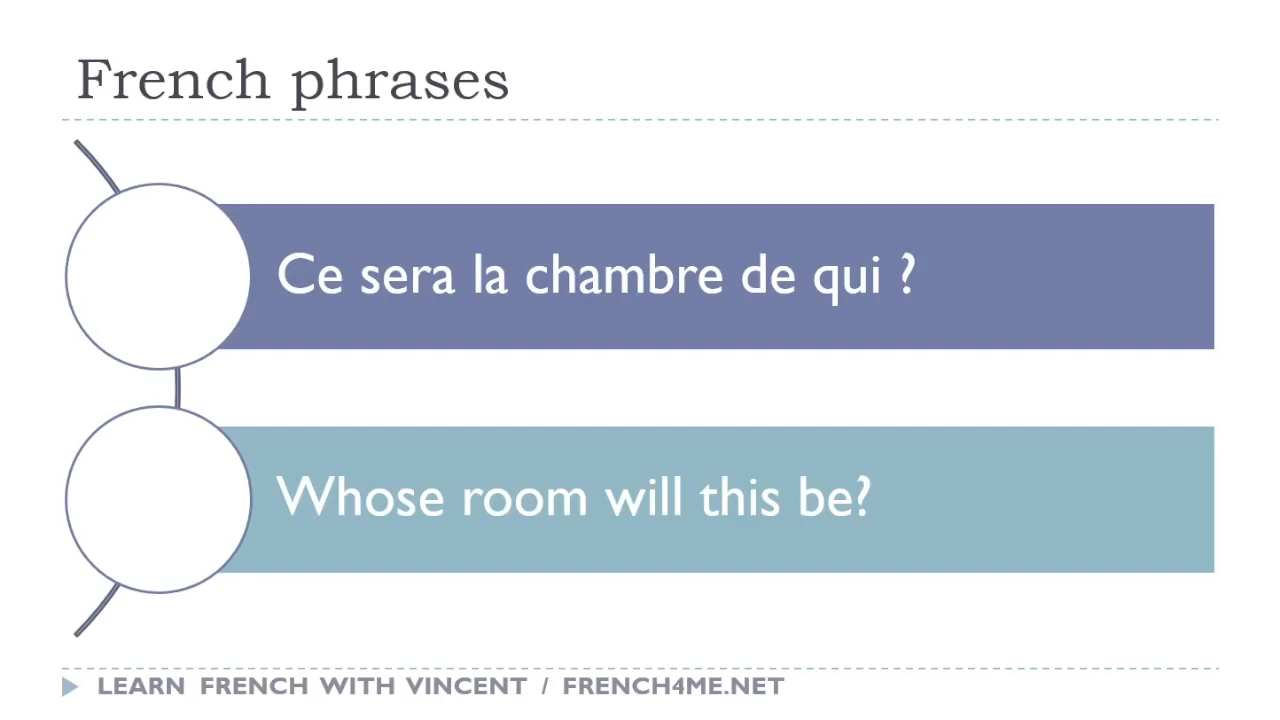 French phrases
Ce sera la chambre de qui ?
Whose room will this be?
LEARN FRENCH WITH VINCENT / FRENCH4ME.NET